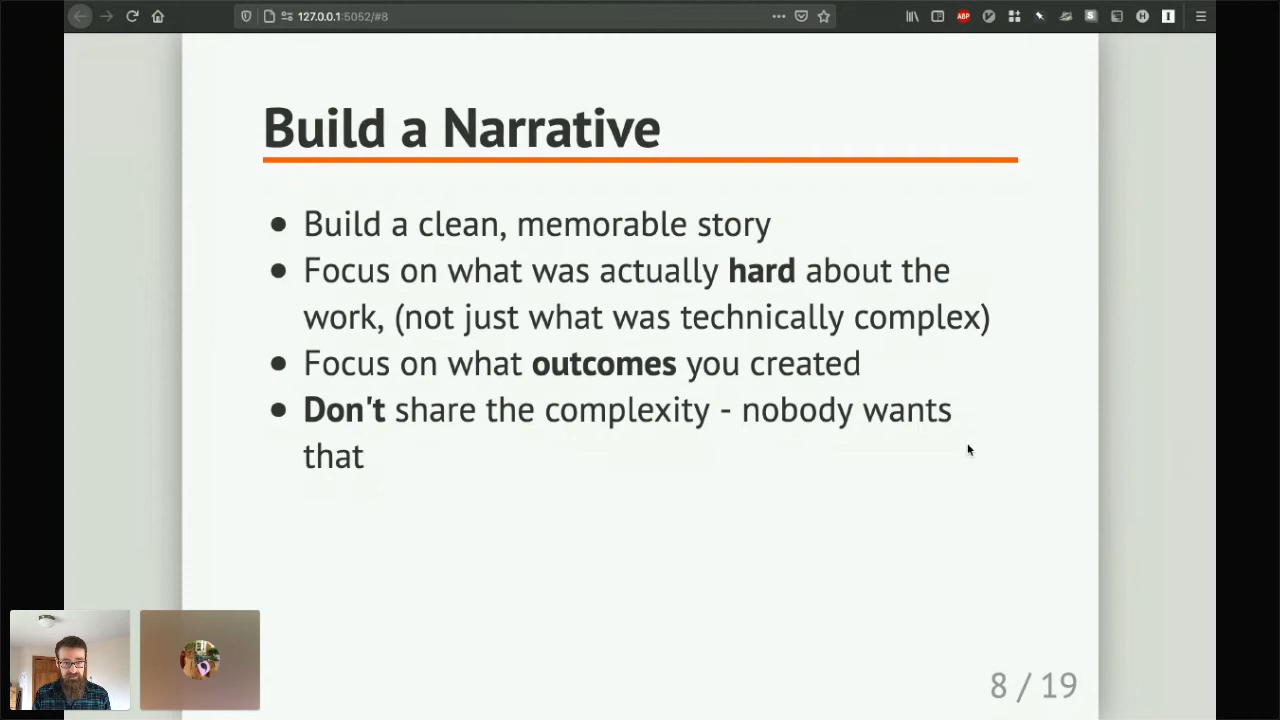 127.0.0.1:5052/#8
ABP
S
H
I
Build a Narrative
Build a clean, memorable story
Focus on what was actually hard about the
work, (not just what was technically complex)
Focus on what outcomes you created
Don't share the complexity - nobody wants
that
8 / 19